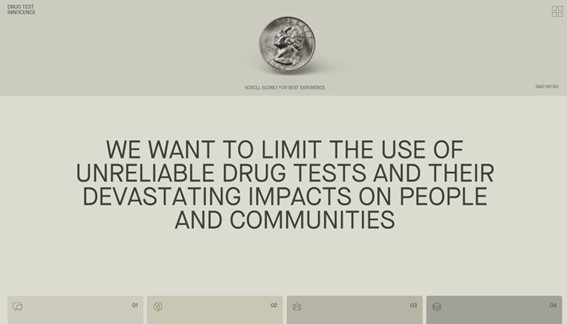 DRUG TEST
INNOCENCE
SCROLL SLOWLY FOR BEST EXPERIENCE
SKIP INTRO
WE WANT TO LIMIT THE USE OF
UNRELIABLE DRUG TESTS AND THEIR
DEVASTATING IMPACTS ON PEOPLE
AND COMMUNITIES
01
02
03
04